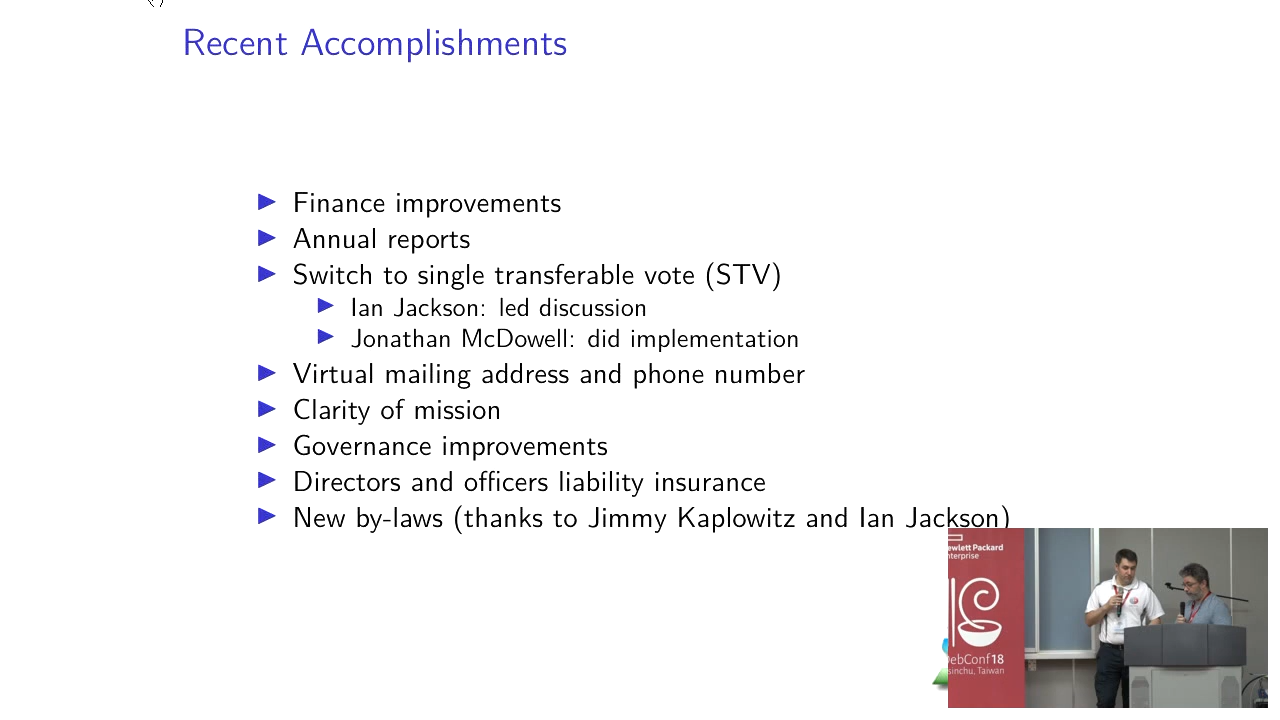 Recent Accomplishments
Finance improvements
Annual reports
Switch to single transferable vote (STV)
Ian Jackson: led discussion
Jonathan McDowell: did implementation
Virtual mailing address and phone number
Clarity of mission
Governance improvements
Directors and officers liability insurance
New by-laws (thanks to Jimmy Kaplowitz and Ian Jackson)
ewlett Packard
nterprise
ebConf18
sinchu, Taiwan